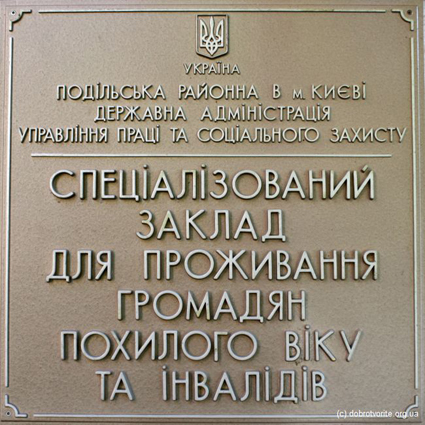 УКРАЇНА
ПОДІЛЬСЬКА РАЙОННА В м. КИЄВІ
ДЕРЖАВНА АДМІНІСТРАЦІЯ
УПРАВЛІННЯ ПРАЦІ ТА СОЦІАЛЬНОГО ЗАХИСТУ
СПЕЦІАЛІЗОВАНИЙ
ЗАКЛАД
ДЛЯ ПРОЖИВАННЯ
ГРОМАДЯН
ПОХИЛОГО ВІКУ
ТА ІНВАЛІДІВ
(c) dobrotvorite.org.ua